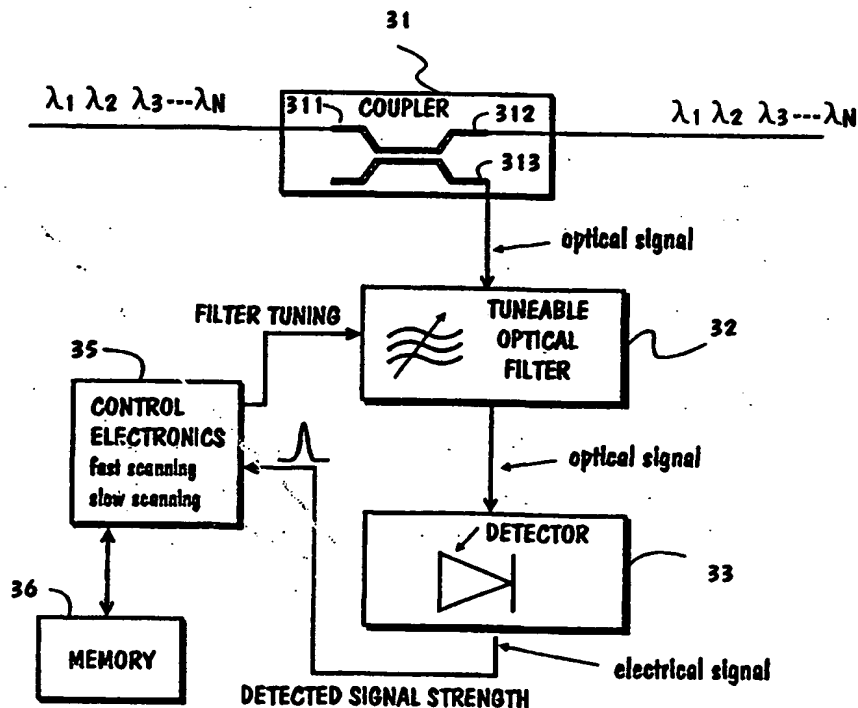 31
λ1 λ2 λ3---λN
311
COUPLER
312
λ1 λ2 λ3---λN
313
optical signal
FILTER TUNING
TUNEABLE
OPTICAL
FILTER
32
35
CONTROL
ELECTRONICS
fast scanning
slow scanning
optical signal
DETECTOR
33
36
MEMORY
electrical signal
DETECTED SIGNAL STRENGTH